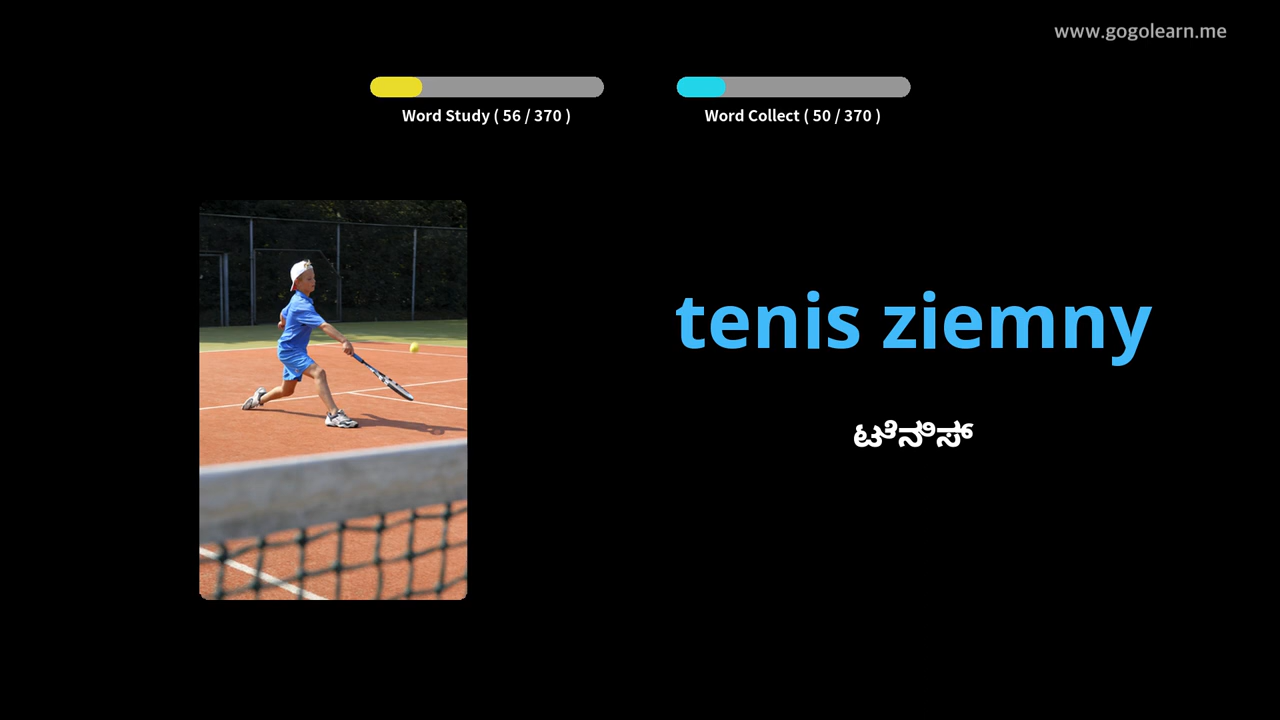 www.gogolearn.me
Word Study ( 56 / 370 )
Word Collect ( 50 / 370 )
tenis ziemny
ಟೆನಿಸ್